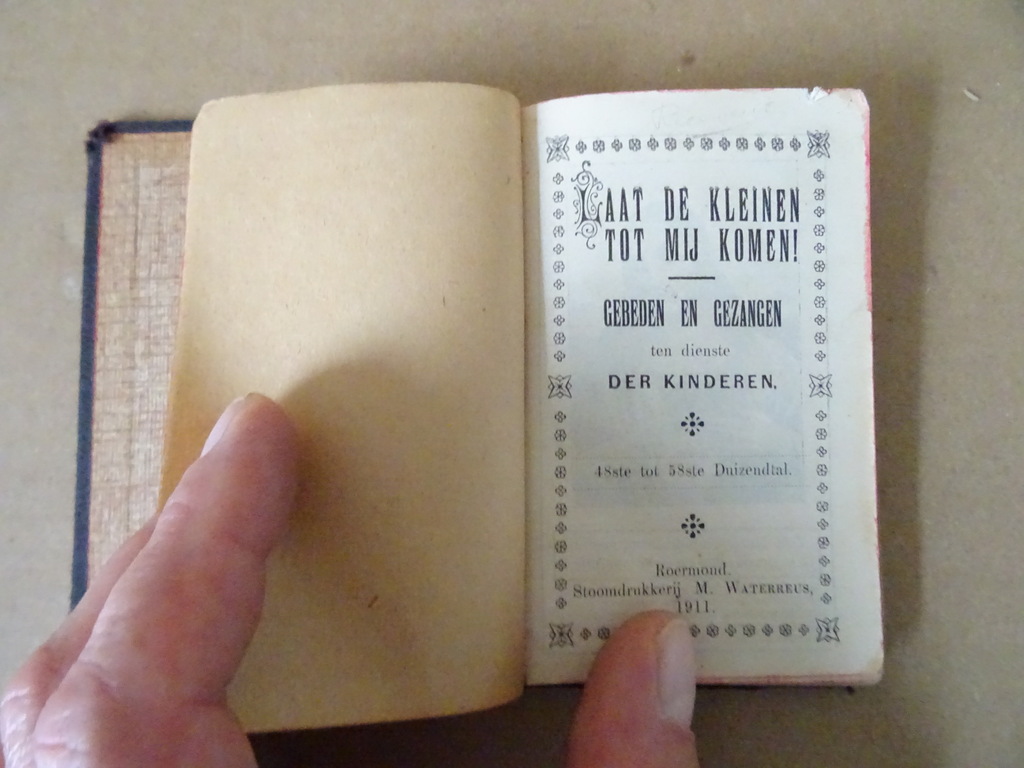 LAAT DE KLEINEN
TOT MIJ KOMEN!
GEBEDEN EN GEZANGEN
ten dienste
DER KINDEREN.
48ste tot 58ste Duizendtal.
Roermond.
Stoomdrukkerij M. WATERREUS,
1911.